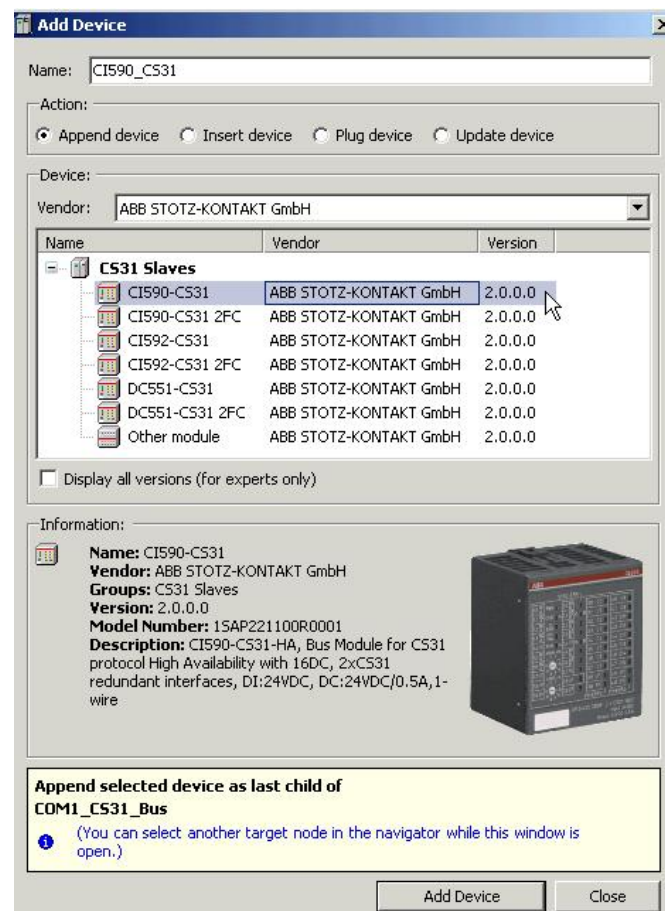 Add Device
Name: CI590_CS31
Action:
Append device Insert device Plug device Update device
Device:
Vendor: ABB STOTZ-KONTAKT GmbH
Name Vendor Version
CS31 Slaves
CI590-CS31 ABB STOTZ-KONTAKT GmbH 2.0.0.0
CI590-CS31 2FC ABB STOTZ-KONTAKT GmbH 2.0.0.0
CI592-CS31 ABB STOTZ-KONTAKT GmbH 2.0.0.0
CI592-CS31 2FC ABB STOTZ-KONTAKT GmbH 2.0.0.0
DC551-CS31 ABB STOTZ-KONTAKT GmbH 2.0.0.0
DC551-CS31 2FC ABB STOTZ-KONTAKT GmbH 2.0.0.0
Other module ABB STOTZ-KONTAKT GmbH 2.0.0.0
Display all versions (for experts only)
Information:
Name: CI590-CS31
Vendor: ABB STOTZ-KONTAKT GmbH
Groups: CS31 Slaves
Version: 2.0.0.0
Model Number: 1SAP221100R0001
Description: CI590-CS31-HA, Bus Module for CS31
protocol High Availability with 16DC, 2xCS31
redundant interfaces, DI:24VDC, DC:24VDC/0.5A,1-
wire
ABB
Append selected device as last child of
COM1_CS31_Bus
(You can select another target node in the navigator while this window is
open.)
Add Device Close